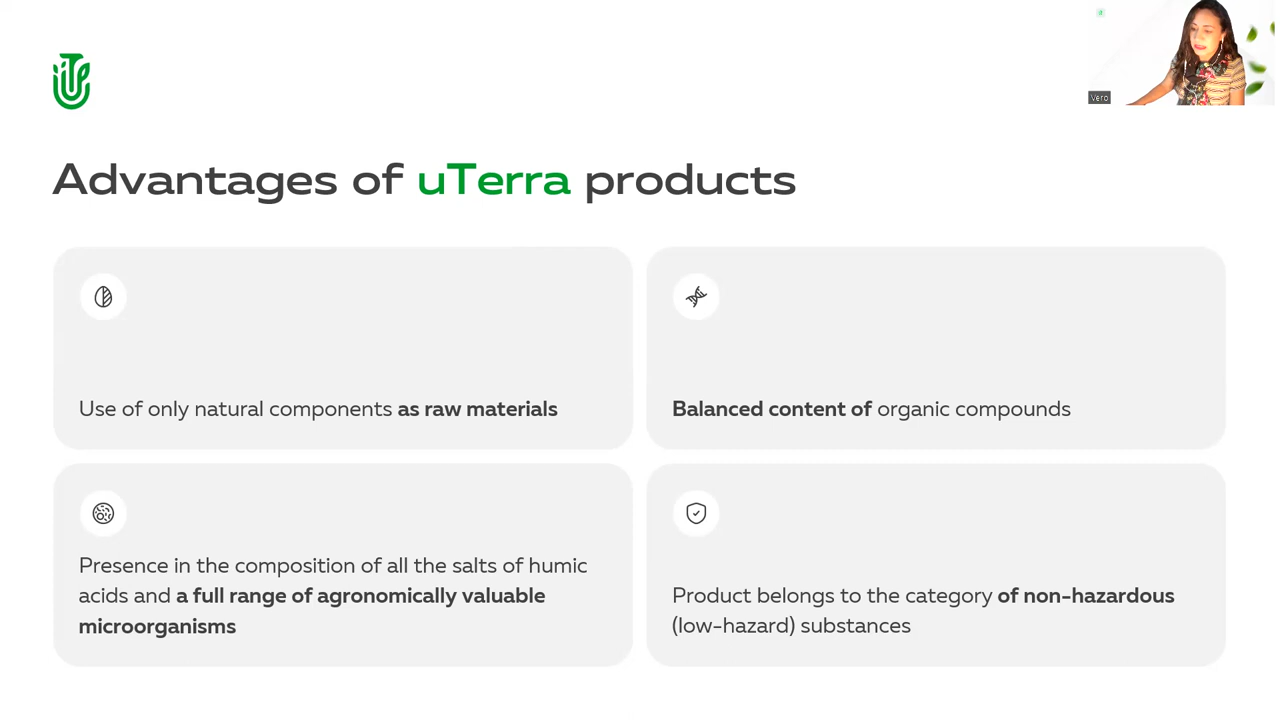 Vero
Advantages of uTerra products
Use of only natural components as raw materials
Balanced content of organic compounds
Presence in the composition of all the salts of humic
acids and a full range of agronomically valuable
microorganisms
Product belongs to the category of non-hazardous
(low-hazard) substances